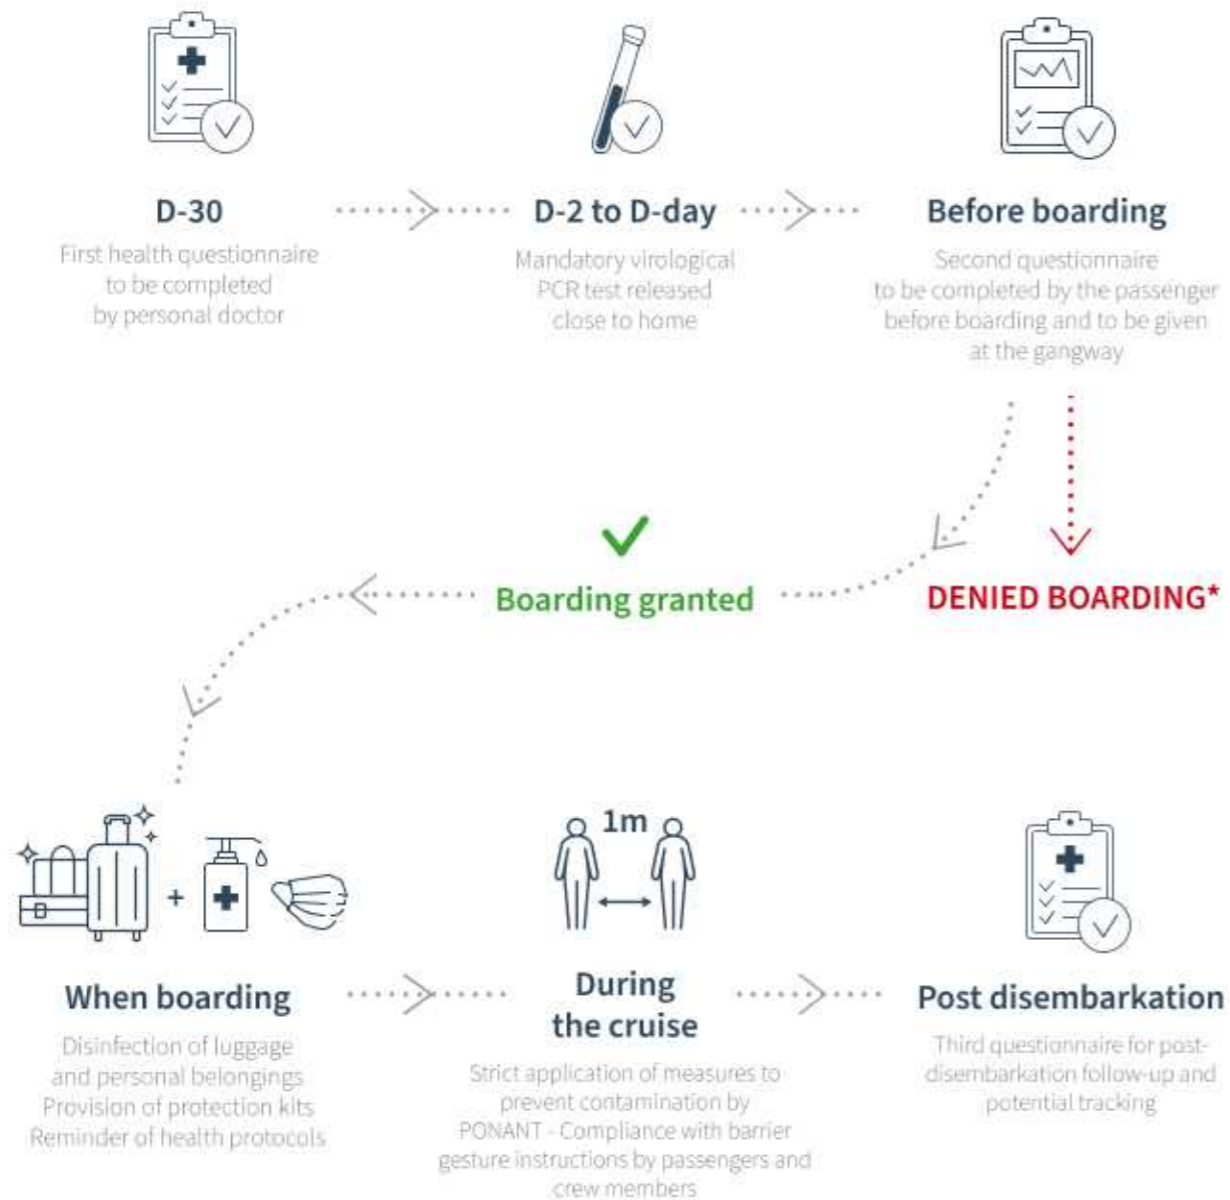 D-30
First health questionnaire
to be completed
by personal doctor
D-2 to D-day
Mandatory virological
PCR test released
close to home
Before boarding
Second questionnaire
to be completed by the passenger
before boarding and to be given
at the gangway
Boarding granted
DENIED BOARDING*
When boarding
Disinfection of luggage
and personal belongings
Provision of protection kits
Reminder of health protocols
1m
During
the cruise
Strict application of measures to
prevent contamination by
PONANT - Compliance with barrier
gesture instructions by passengers and
crew members
Post disembarkation
Third questionnaire for post-
disembarkation follow-up and
potential tracking